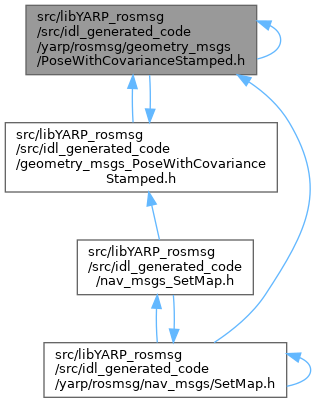 src/libYARP_rosmsg
/src/idl_generated_code
/yarp/rosmsg/geometry_msgs
/PoseWithCovarianceStamped.h
src/libYARP_rosmsg
/src/idl_generated_code
/geometry_msgs_PoseWithCovariance
Stamped.h
src/libYARP_rosmsg
/src/idl_generated_code
/nav_msgs_SetMap.h
src/libYARP_rosmsg
/src/idl_generated_code
/yarp/rosmsg/nav_msgs/SetMap.h